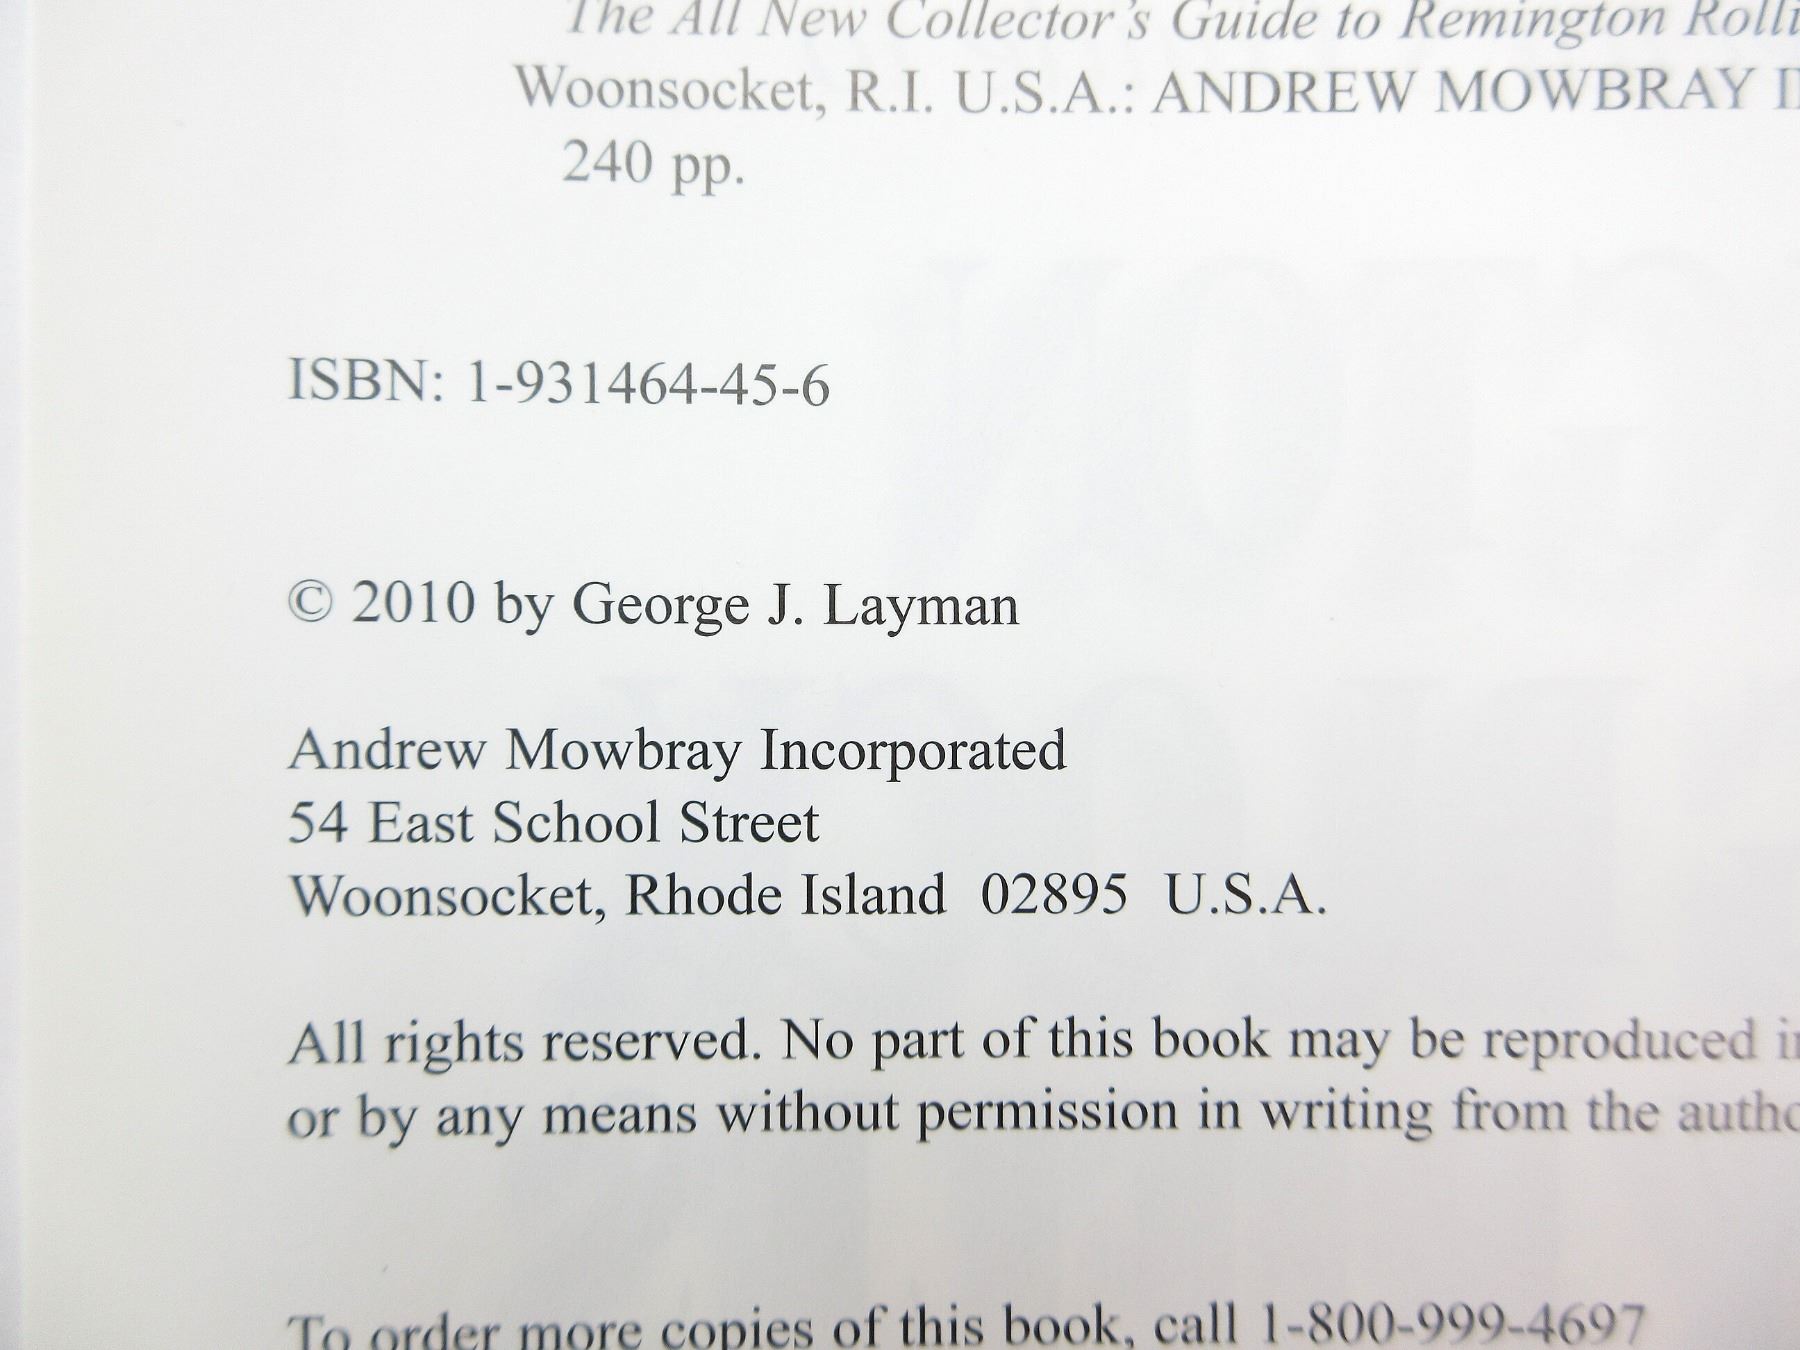 The All New Collector's Guide to Remington
Woonsocket, R.I. U.S.A.: ANDREW MOWBRAY
240 pp.
ISBN: 1-931464-45-6
© 2010 by George J. Layman
Andrew Mowbray Incorporated
54 East School Street
Woonsocket, Rhode Island 02895 U.S.A.
All rights reserved. No part of this book may be reproduced
or by any means without permission in writing from the
To order more copies of this book, call 1-800-999-4697